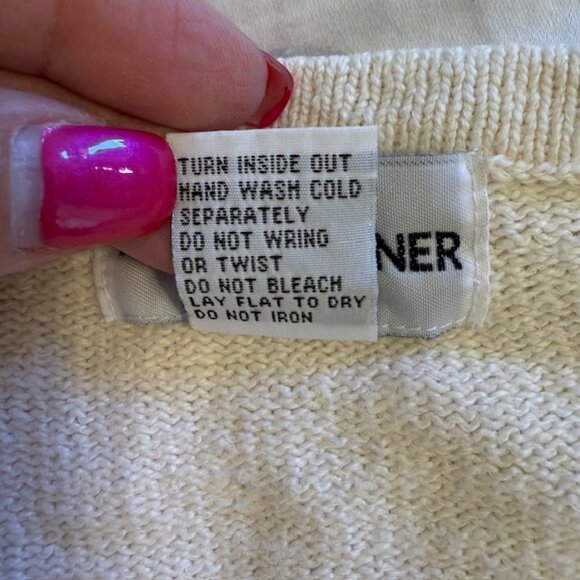 TURN INSIDE OUT
HAND WASH COLD
SEPARATELY
DO NOT WRING
OR TWIST
DO NOT BLEACH
LAY FLAT TO DRY
DO NOT IRON
NER